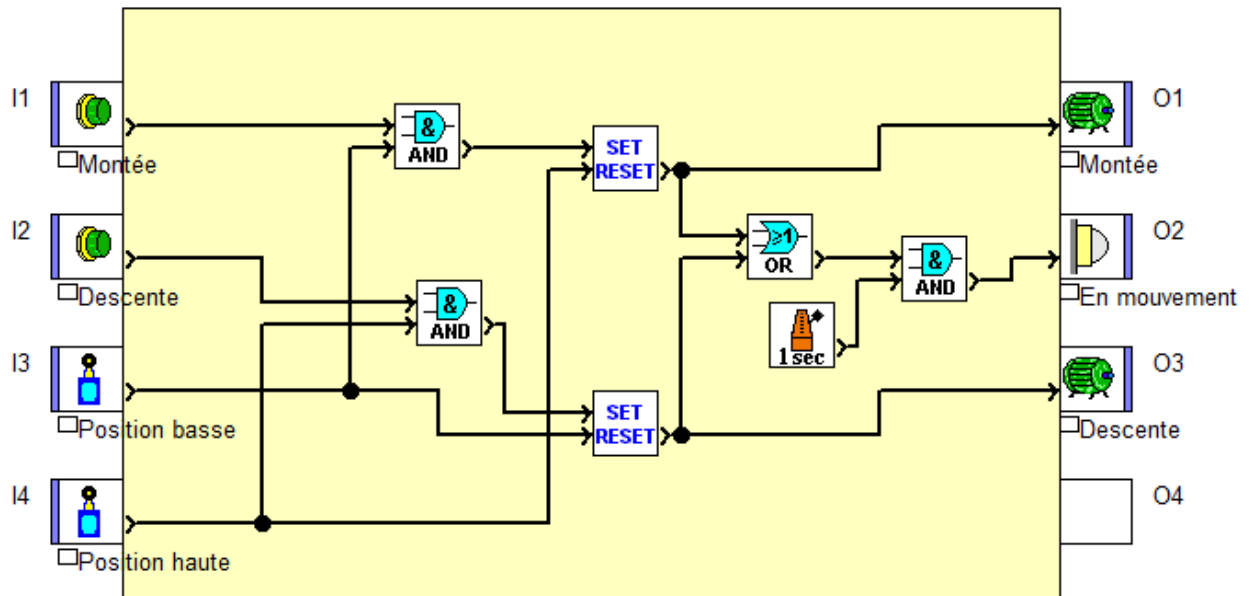 I1
Montée
I2
Descente
I3
Position basse
I4
Position haute
&
AND
&
AND
SET
RESET
SET
RESET
≥1
OR
1 sec
&
AND
O1
Montée
O2
En mouvement
O3
Descente
O4